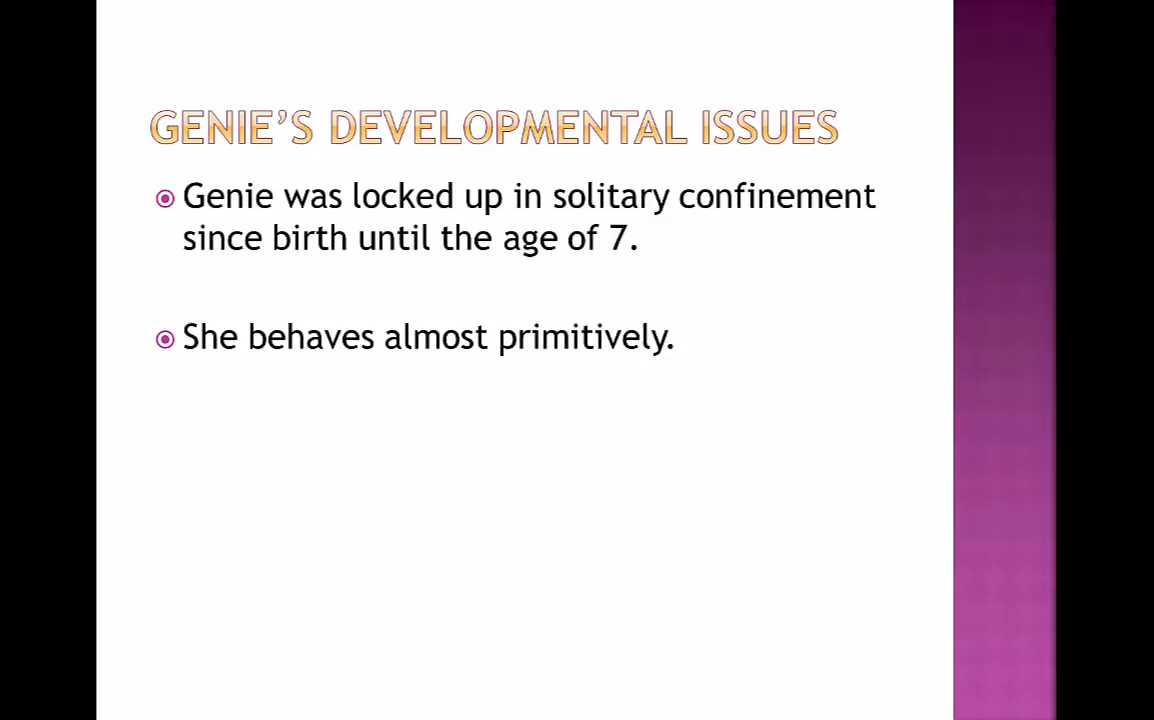 GENIE’S DEVELOPMENTAL ISSUES
Genie was locked up in solitary confinement
since birth until the age of 7.
She behaves almost primitively.